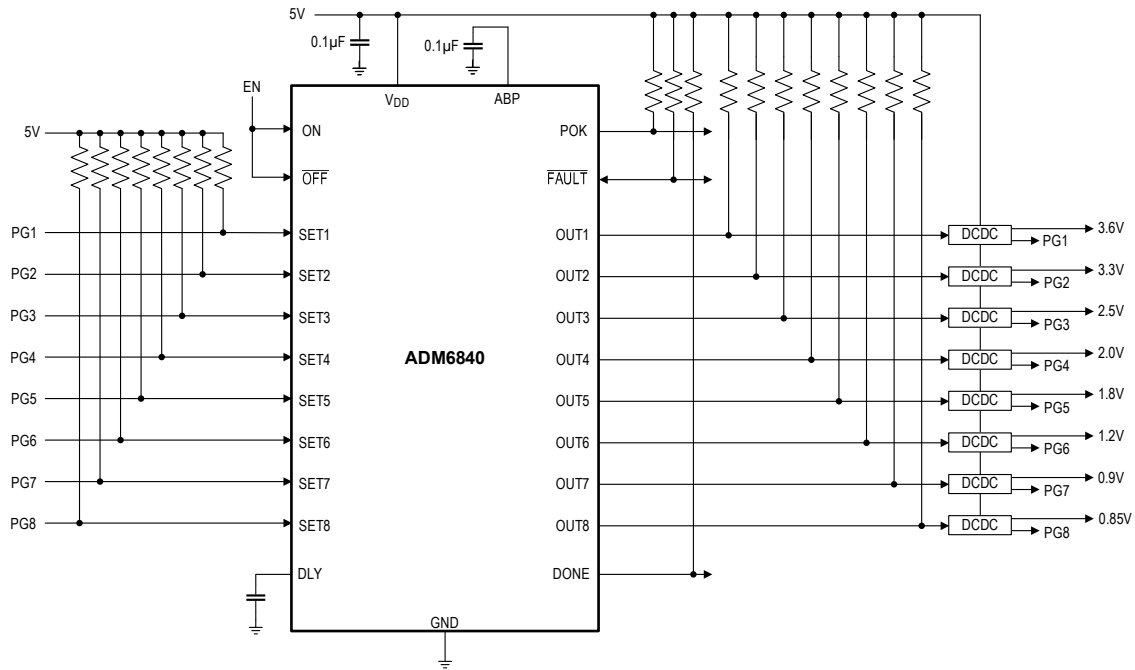 5V
0.1µF
0.1µF
EN
VDD
ABP
5V
ON
POK
OFF
FAULT
PG1
SET1
OUT1
DCDC
3.6V
PG1
PG2
SET2
OUT2
DCDC
3.3V
PG2
PG3
SET3
OUT3
DCDC
2.5V
PG3
PG4
SET4
ADM6840
OUT4
DCDC
2.0V
PG4
PG5
SET5
OUT5
DCDC
1.8V
PG5
PG6
SET6
OUT6
DCDC
1.2V
PG6
PG7
SET7
OUT7
DCDC
0.9V
PG7
PG8
SET8
OUT8
DCDC
0.85V
PG8
DLY
DONE
GND